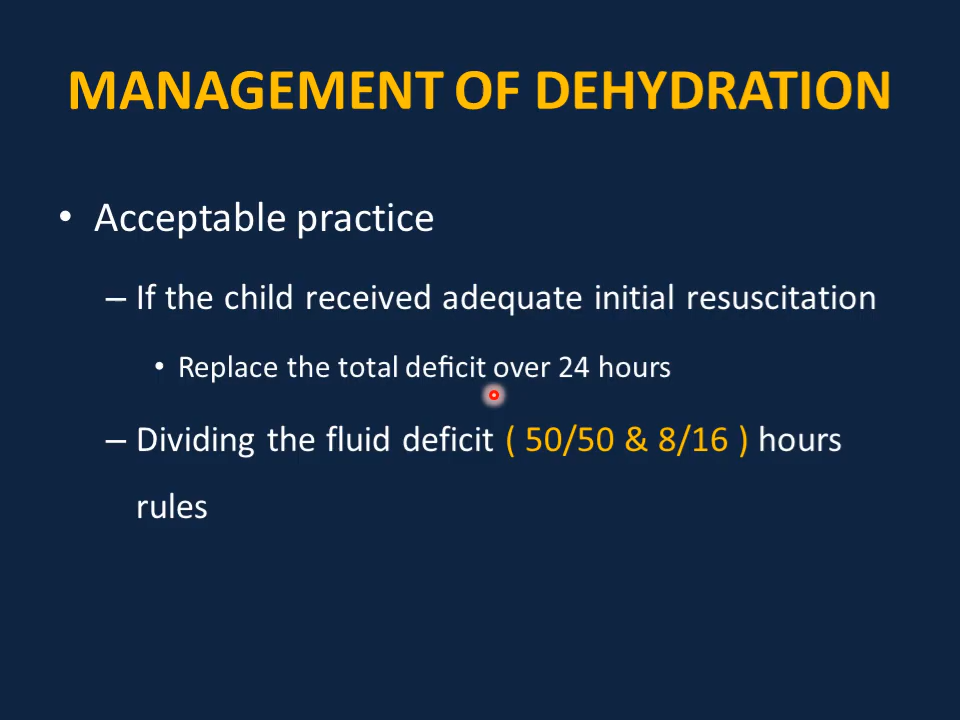 MANAGEMENT OF DEHYDRATION
• Acceptable practice
– If the child received adequate initial resuscitation
• Replace the total deficit over 24 hours
– Dividing the fluid deficit ( 50/50 & 8/16 ) hours
rules